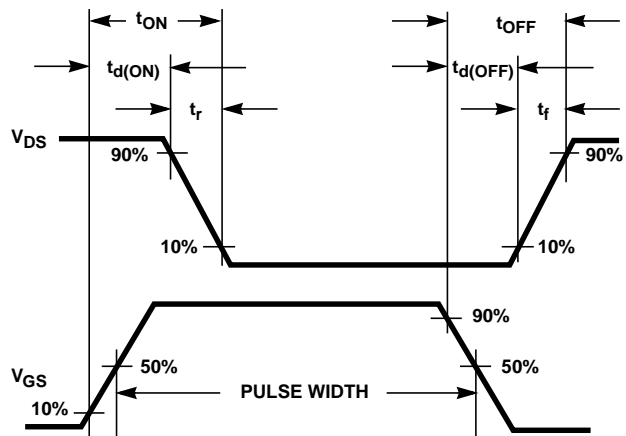 tON
tOFF
td(ON)
td(OFF)
tr
tf
VDS
90%
90%
10%
10%
90%
50%
50%
VGS
PULSE WIDTH
10%